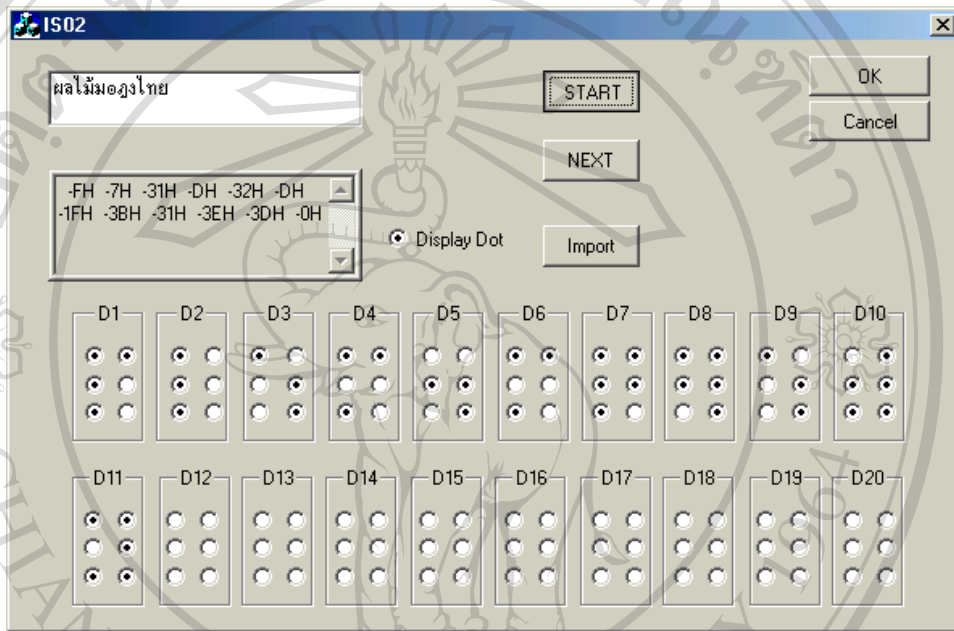 IS02
ผลไม้มอฎงไทย
START
OK
Cancel
NEXT
-FH -7H -31H -DH -32H -DH
-1FH -3BH -31H -3EH -3DH -0H
Display Dot
Import
D1 D2 D3 D4 D5 D6 D7 D8 D9 D10
D11 D12 D13 D14 D15 D16 D17 D18 D19 D20
1964